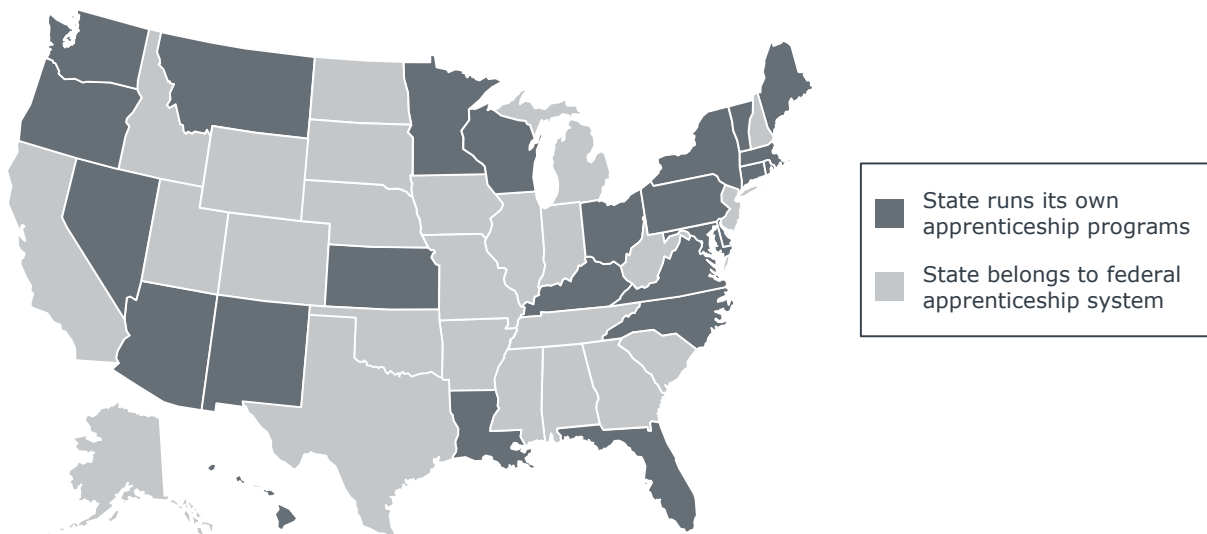 State runs its own
apprenticeship programs
State belongs to federal
apprenticeship system